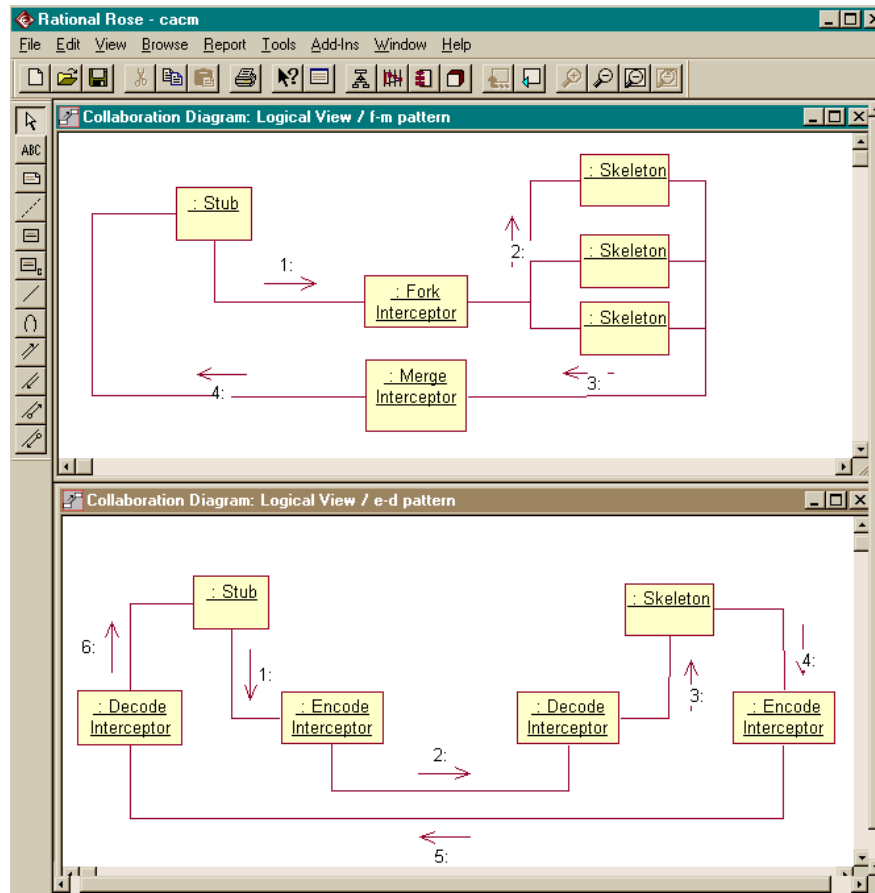 Rational Rose - cacm
File Edit View Browse Report Tools Add-Ins Window Help
ABC
Collaboration Diagram: Logical View / f-m pattern
: Stub
: Skeleton
2:
1:
: Skeleton
: Fork
Interceptor
: Skeleton
: Merge
Interceptor
3:
4:
Collaboration Diagram: Logical View / e-d pattern
: Stub
: Skeleton
6:
1:
4:
3:
: Decode
Interceptor
: Encode
Interceptor
: Decode
Interceptor
: Encode
Interceptor
2:
5: